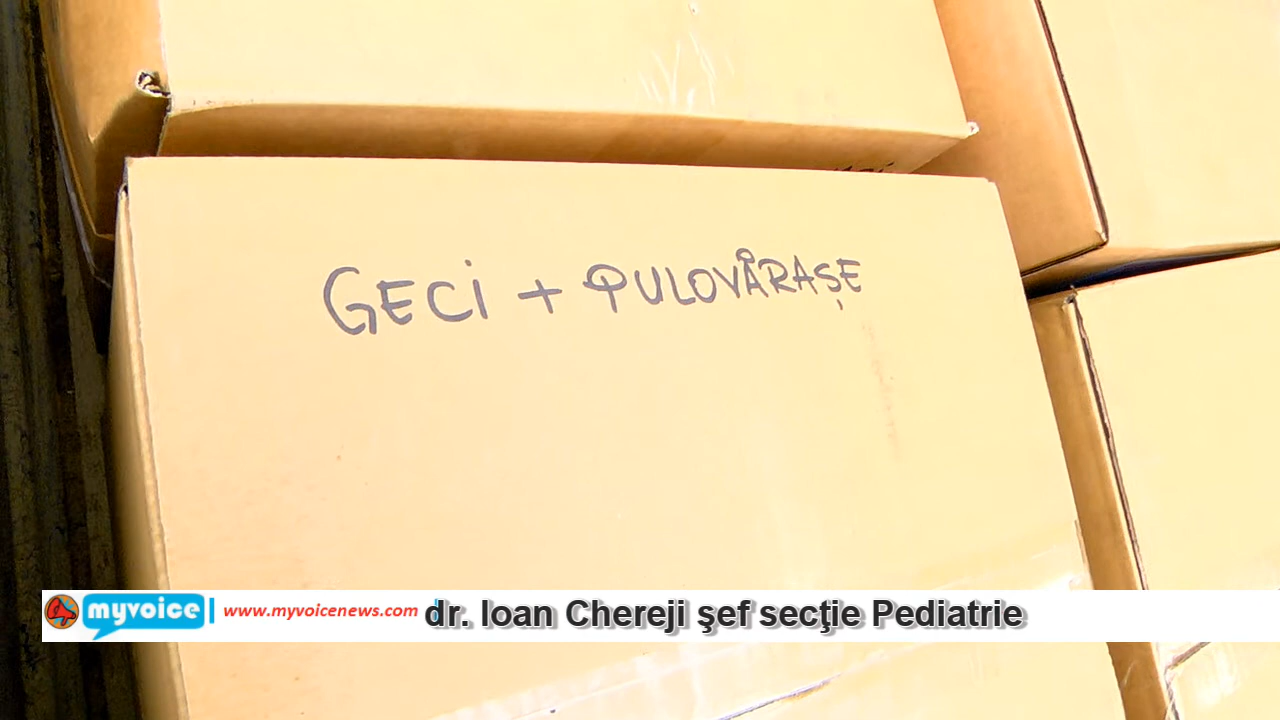 GECI + PULOVĂRAȘE
myvoice
www.myvoicenews.com
dr. Ioan Chereji şef secţie Pediatrie